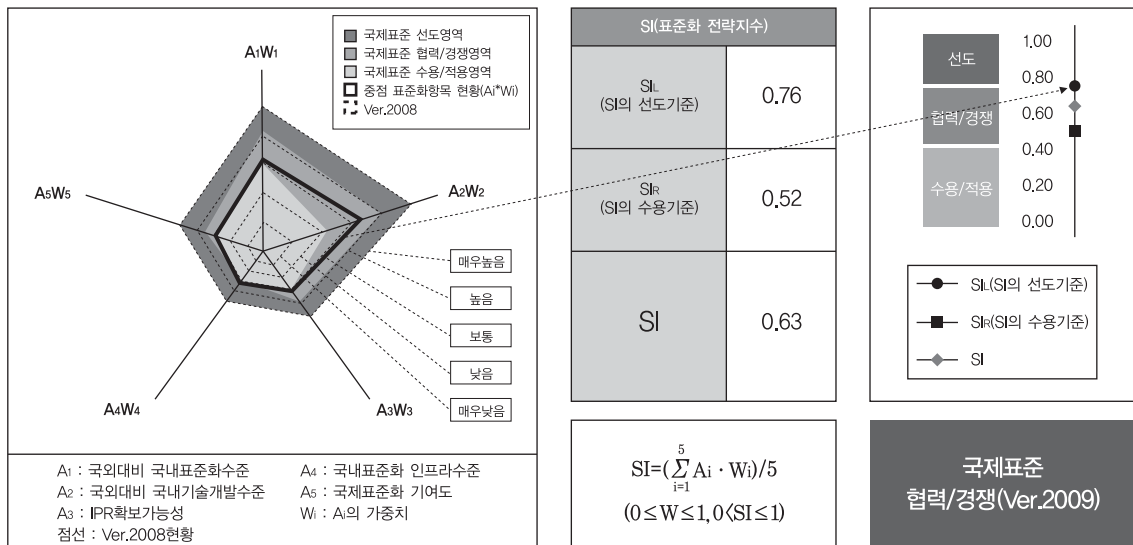 국제표준 선도영역
국제표준 협력/경쟁영역
국제표준 수용/적용영역
중점 표준화항목 현황(Ai*Wi)
Ver.2008
A1W1
A2W2
A5W5
A4W4
A3W3
매우높음
높음
보통
낮음
매우낮음
A1 : 국외대비 국내표준화수준
A2 : 국외대비 국내기술개발수준
A3 : IPR확보가능성
점선 : Ver.2008현황
A4 : 국내표준화 인프라수준
A5 : 국제표준화 기여도
Wi : Ai의 가중치
SI(표준화 전략지수)
SIL
(SI의 선도기준)
0.76
SIR
(SI의 수용기준)
0.52
SI
0.63
SI=(5∑i=1 Ai · Wi)/5
(0≤W≤1, 0<SI≤1)
선도
협력/경쟁
수용/적용
1.00
0.80
0.60
0.40
0.20
0.00
SIL(SI의 선도기준)
SIR(SI의 수용기준)
SI
국제표준
협력/경쟁(Ver.2009)